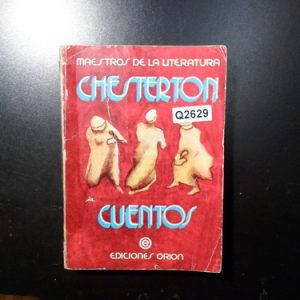 MAESTROS DE LA LITERATURA
CHESTERTON
Q2629
CUENTOS
e
EDICIONES ORION